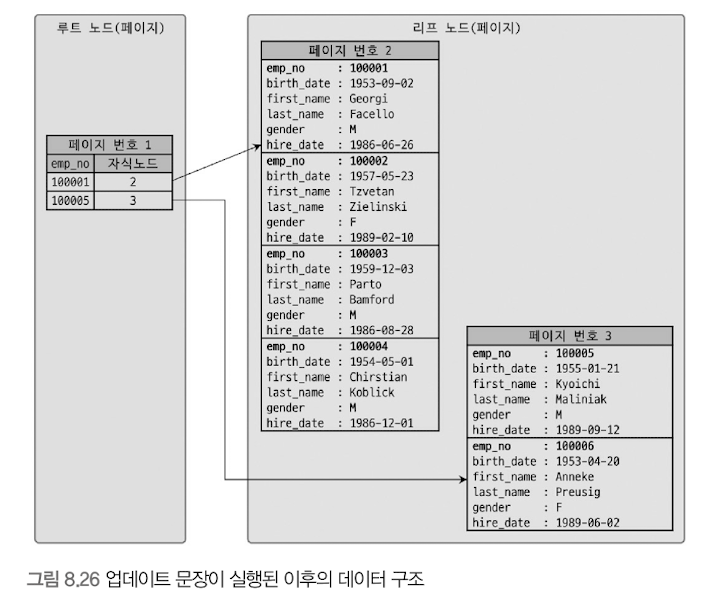 루트 노드(페이지)
페이지 번호 1
emp_no 자식노드
100001 2
100005 3
리프 노드(페이지)
페이지 번호 2
emp_no : 100001
birth_date : 1953-09-02
first_name : Georgi
last_name : Facello
gender : M
hire_date : 1986-06-26
emp_no : 100002
birth_date : 1957-05-23
first_name : Tzvetan
last_name : Zielinski
gender : F
hire_date : 1989-02-10
emp_no : 100003
birth_date : 1959-12-03
first_name : Parto
last_name : Bamford
gender : M
hire_date : 1986-08-28
emp_no : 100004
birth_date : 1954-05-01
first_name : Chirstian
last_name : Koblick
gender : M
hire_date : 1986-12-01
페이지 번호 3
emp_no : 100005
birth_date : 1955-01-21
first_name : Kyoichi
last_name : Maliniak
gender : M
hire_date : 1989-09-12
emp_no : 100006
birth_date : 1953-04-20
first_name : Anneke
last_name : Preusig
gender : F
hire_date : 1989-06-02
그림 8.26 업데이트 문장이 실행된 이후의 데이터 구조